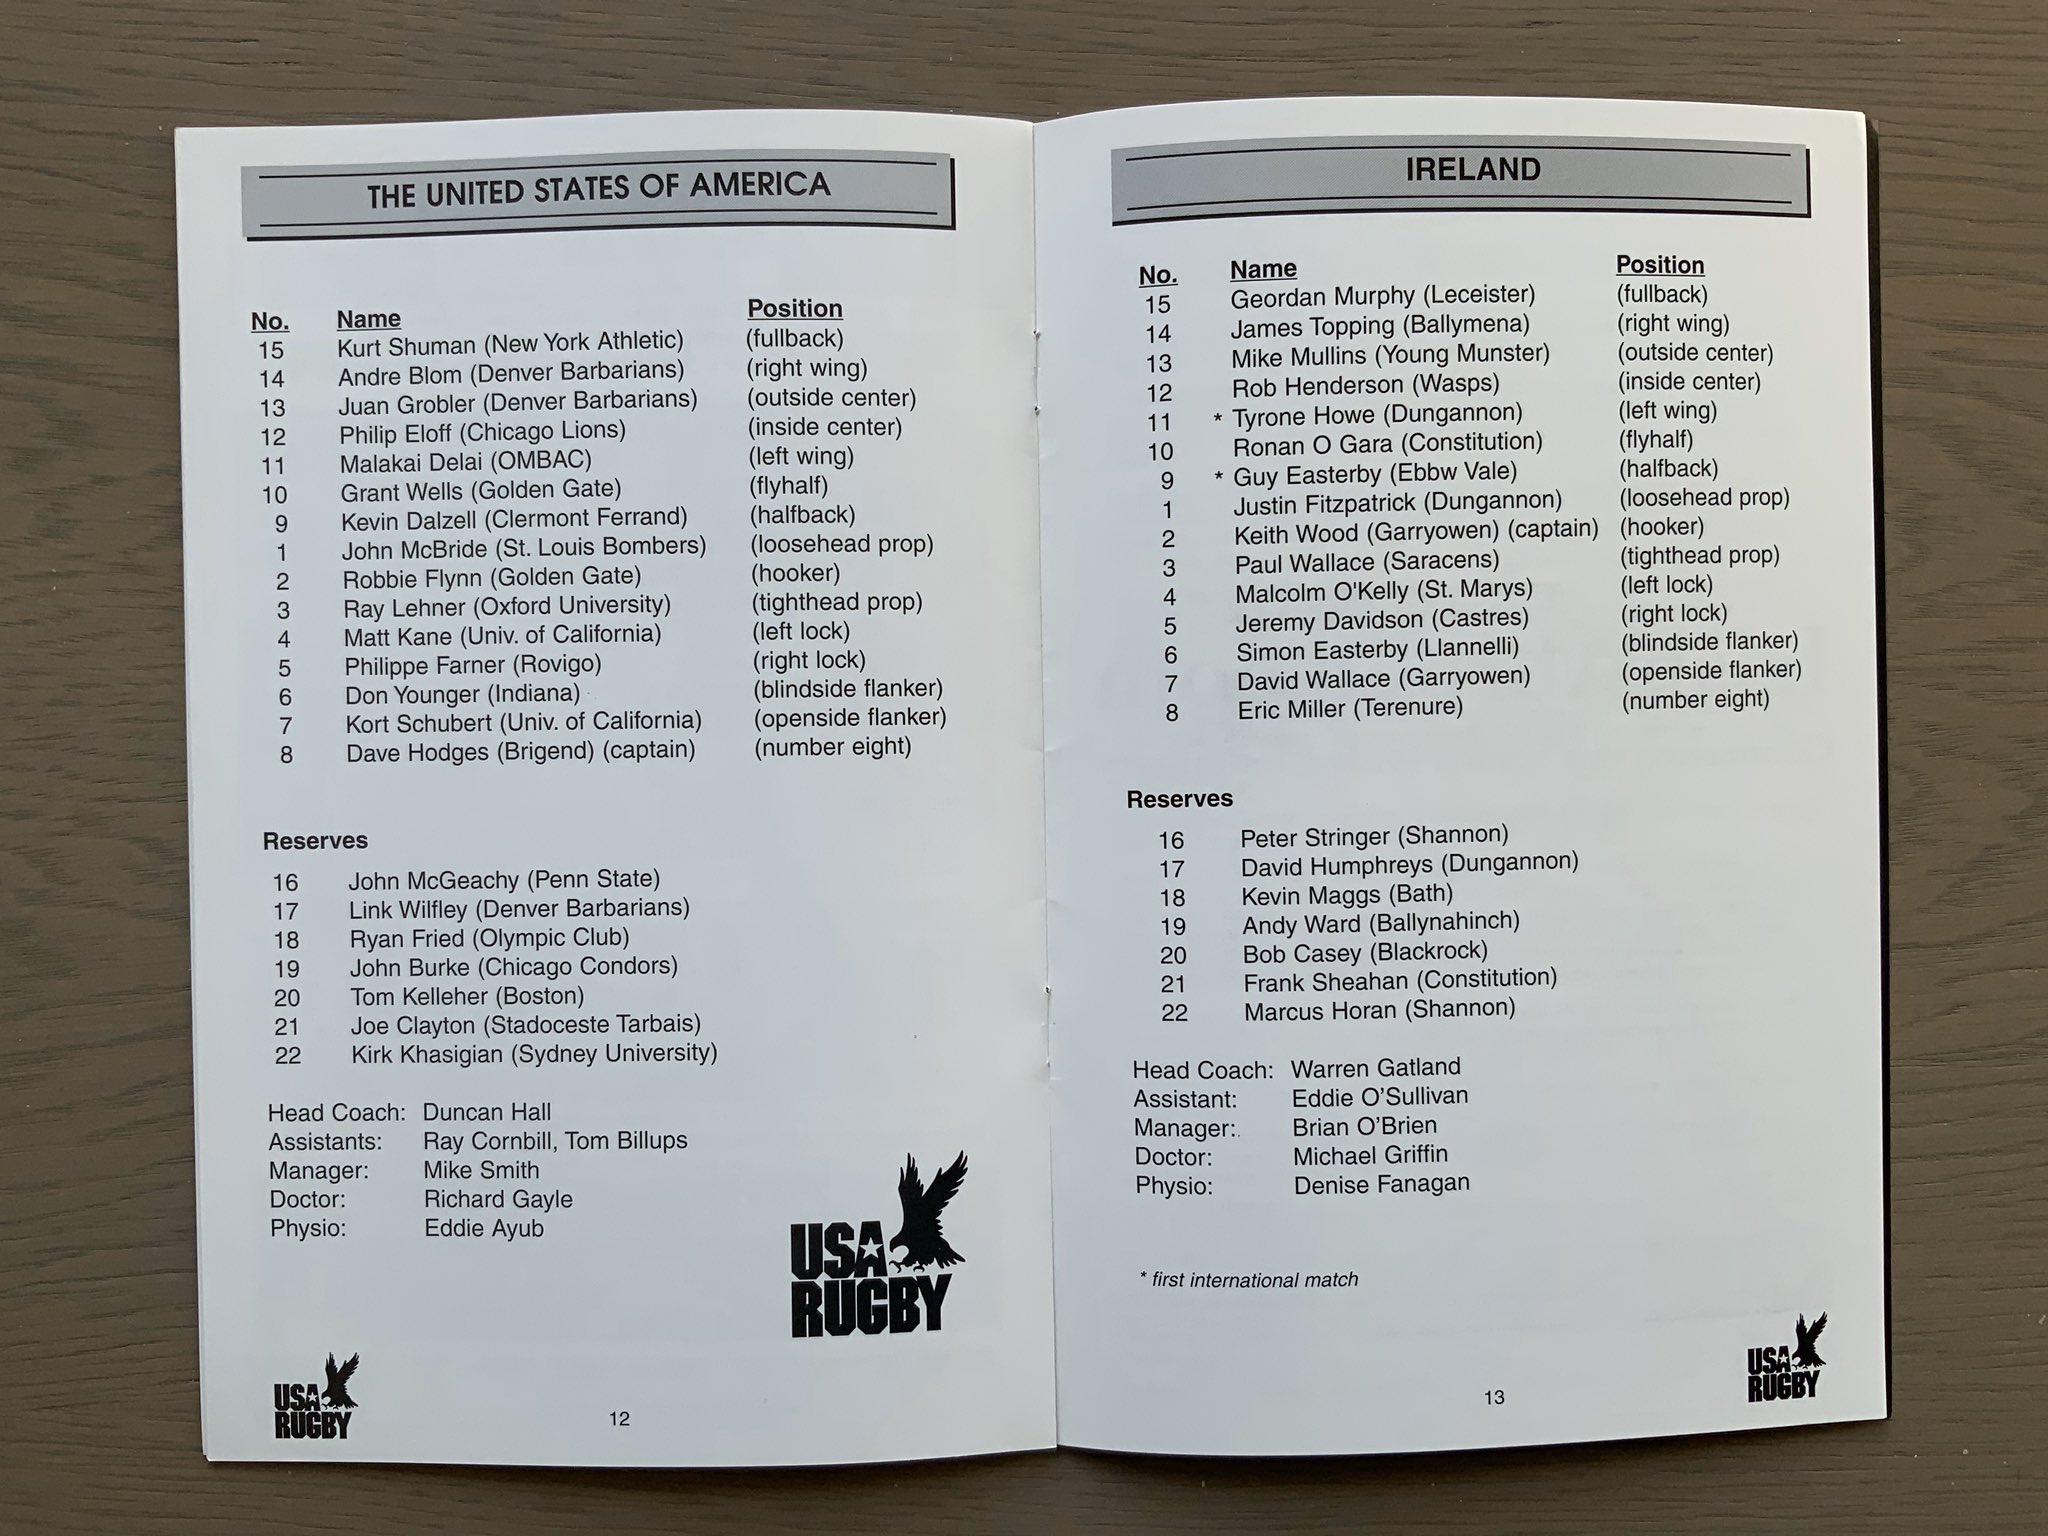 THE UNITED STATES OF AMERICA
No. Name Position
15 Kurt Shuman (New York Athletic) (fullback)
14 Andre Blom (Denver Barbarians) (right wing)
13 Juan Grobler (Denver Barbarians) (outside center)
12 Philip Eloff (Chicago Lions) (inside center)
11 Malakai Delai (OMBAC) (left wing)
10 Grant Wells (Golden Gate) (flyhalf)
9 Kevin Dalzell (Clermont Ferrand) (halfback)
1 John McBride (St. Louis Bombers) (loosehead prop)
2 Robbie Flynn (Golden Gate) (hooker)
3 Ray Lehner (Oxford University) (tighthead prop)
4 Matt Kane (Univ. of California) (left lock)
5 Philippe Farner (Rovigo) (right lock)
6 Don Younger (Indiana) (blindside flanker)
7 Kort Schubert (Univ. of California) (openside flanker)
8 Dave Hodges (Brigend) (captain) (number eight)
Reserves
16 John McGeachy (Penn State)
17 Link Wilfley (Denver Barbarians)
18 Ryan Fried (Olympic Club)
19 John Burke (Chicago Condors)
20 Tom Kelleher (Boston)
21 Joe Clayton (Stadoceste Tarbais)
22 Kirk Khasigian (Sydney University)
Head Coach: Duncan Hall
Assistants: Ray Cornbill, Tom Billups
Manager: Mike Smith
Doctor: Richard Gayle
Physio: Eddie Ayub
USA
RUGBY
USA
RUGBY
12
IRELAND
No. Name Position
15 Geordan Murphy (Leceister) (fullback)
14 James Topping (Ballymena) (right wing)
13 Mike Mullins (Young Munster) (outside center)
12 Rob Henderson (Wasps) (inside center)
11 * Tyrone Howe (Dungannon) (left wing)
10 Ronan O Gara (Constitution) (flyhalf)
9 * Guy Easterby (Ebbw Vale) (halfback)
1 Justin Fitzpatrick (Dungannon) (loosehead prop)
2 Keith Wood (Garryowen) (captain) (hooker)
3 Paul Wallace (Saracens) (tighthead prop)
4 Malcolm O'Kelly (St. Marys) (left lock)
5 Jeremy Davidson (Castres) (right lock)
6 Simon Easterby (Llannelli) (blindside flanker)
7 David Wallace (Garryowen) (openside flanker)
8 Eric Miller (Terenure) (number eight)
Reserves
16 Peter Stringer (Shannon)
17 David Humphreys (Dungannon)
18 Kevin Maggs (Bath)
19 Andy Ward (Ballynahinch)
20 Bob Casey (Blackrock)
21 Frank Sheahan (Constitution)
22 Marcus Horan (Shannon)
Head Coach: Warren Gatland
Assistant: Eddie O'Sullivan
Manager: Brian O'Brien
Doctor: Michael Griffin
Physio: Denise Fanagan
* first international match
13
USA
RUGBY